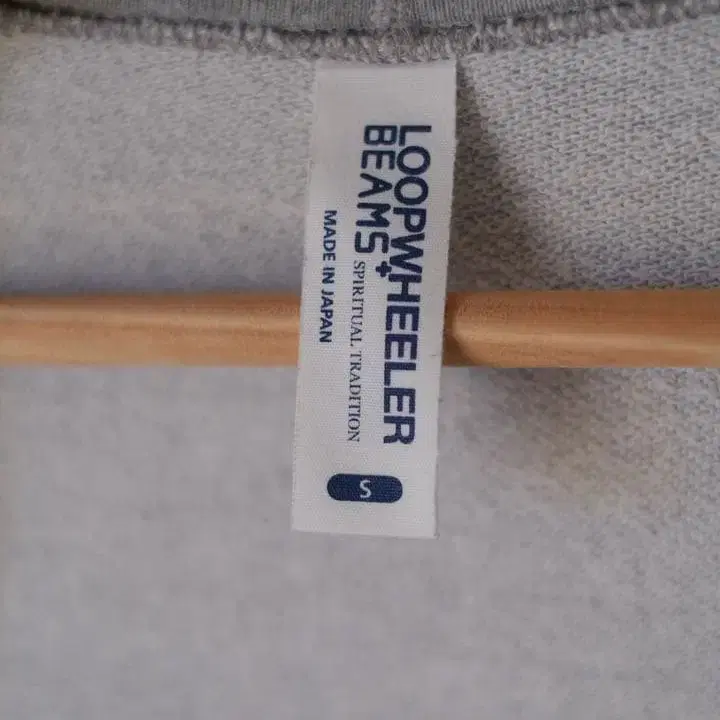 LOOPWHEELER
BEAMS+
SPIRITUAL TRADITION
MADE IN JAPAN
S